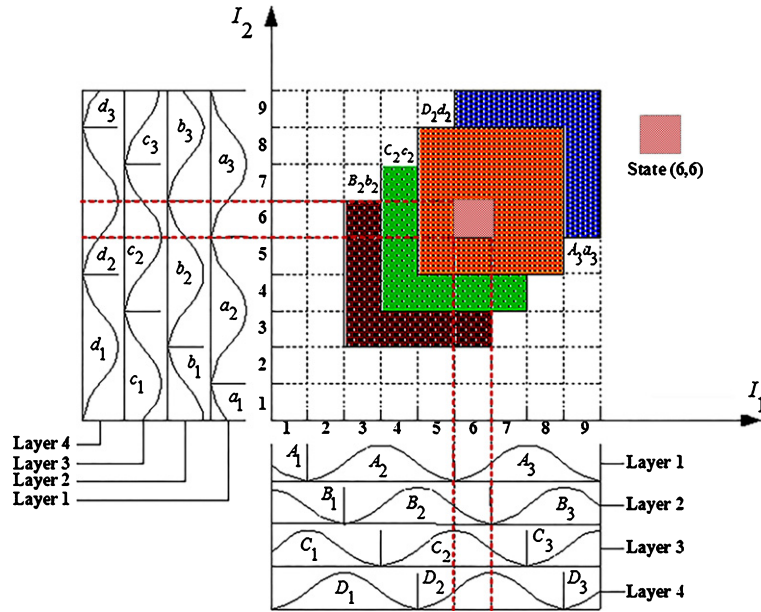 I2
9
8
7
6
5
4
3
2
1
d3
c3
b3
a3
d2
c2
b2
a2
d1
c1
b1
a1
D2d2
C2c2
B2b2
A3a3
State (6,6)
I1
1 2 3 4 5 6 7 8 9
Layer 4
Layer 3
Layer 2
Layer 1
A1 A2 A3 Layer 1
B1 B2 B3 Layer 2
C1 C2 C3 Layer 3
D1 D2 D3 Layer 4